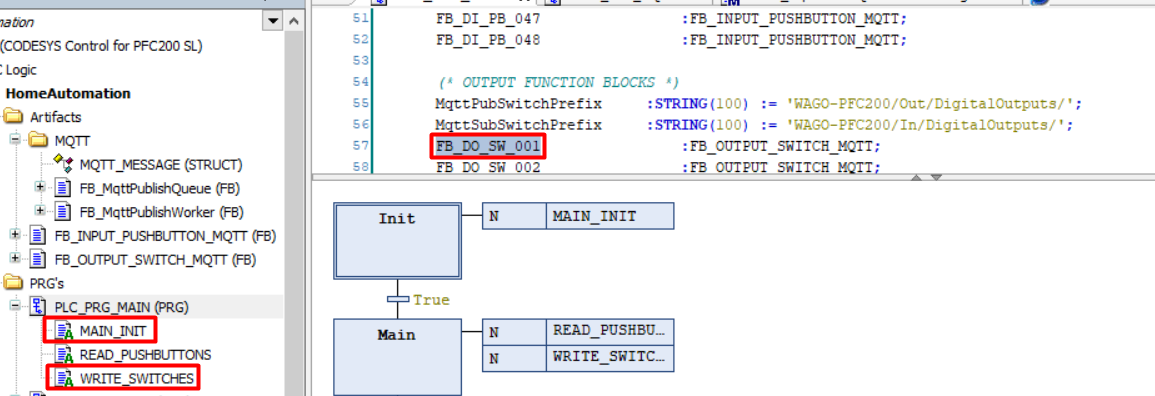 mation
(CODESYS Control for PFC200 SL)
C Logic
HomeAutomation
Artifacts
MQTT
MQTT_MESSAGE (STRUCT)
FB_MqttPublishQueue (FB)
FB_MqttPublishWorker (FB)
FB_INPUT_PUSHBUTTON_MQTT (FB)
FB_OUTPUT_SWITCH_MQTT (FB)
PRG's
PLC_PRG_MAIN (PRG)
MAIN_INIT
READ_PUSHBUTTONS
WRITE_SWITCHES
51 FB_DI_PB_047 :FB_INPUT_PUSHBUTTON_MQTT;
52 FB_DI_PB_048 :FB_INPUT_PUSHBUTTON_MQTT;
53
54 (* OUTPUT FUNCTION BLOCKS *)
55 MqttPubSwitchPrefix :STRING(100) := 'WAGO-PFC200/Out/DigitalOutputs/';
56 MqttSubSwitchPrefix :STRING(100) := 'WAGO-PFC200/In/DigitalOutputs/';
57 FB_DO_SW_001 :FB_OUTPUT_SWITCH_MQTT;
58 FB_DO_SW_002 :FB_OUTPUT_SWITCH_MQTT;
Init N MAIN_INIT
True
Main N READ_PUSHBU...
N WRITE_SWITC...